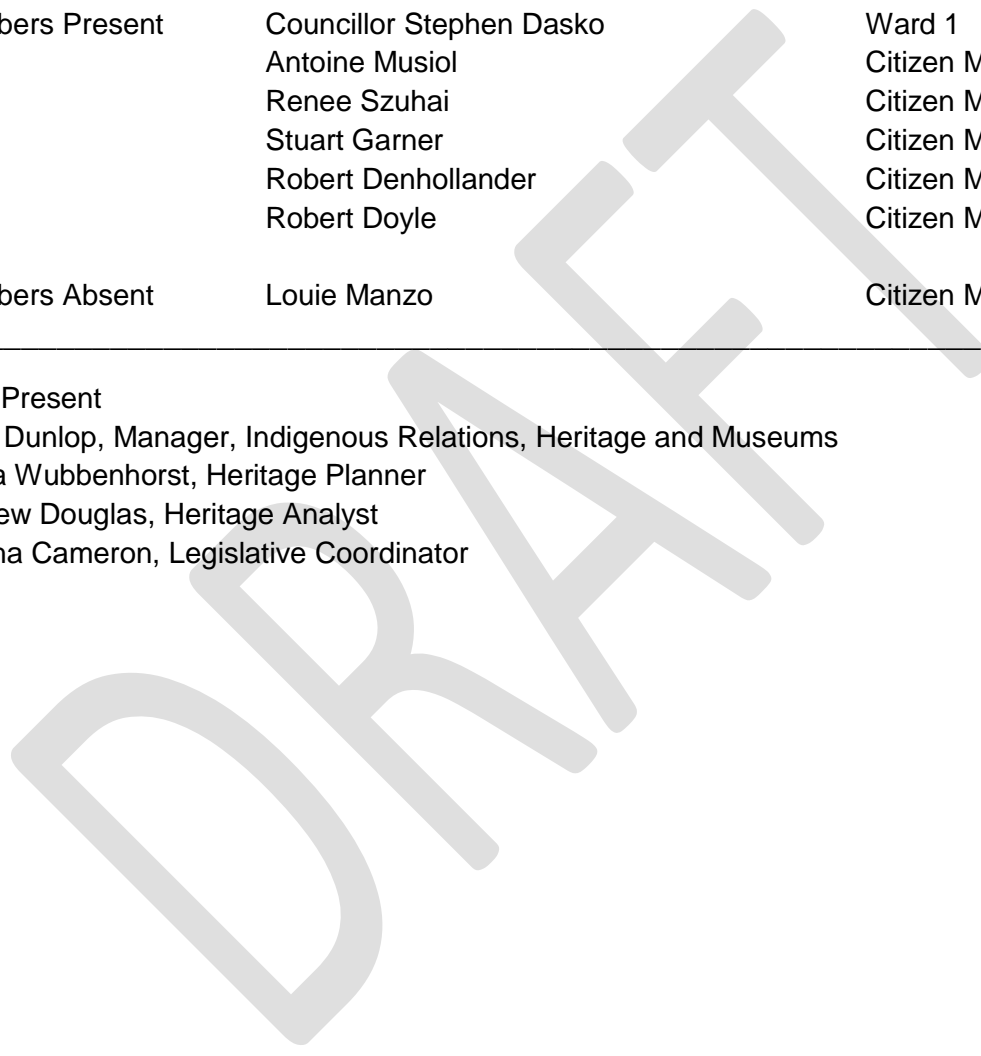 bers Present Councillor Stephen Dasko Ward 1
Antoine Musiol Citizen M
Renee Szuhai Citizen M
Stuart Garner Citizen M
Robert Denhollander Citizen M
Robert Doyle Citizen M
bers Absent Louie Manzo Citizen M
Present
Dunlop, Manager, Indigenous Relations, Heritage and Museums
a Wubbenhorst, Heritage Planner
ew Douglas, Heritage Analyst
na Cameron, Legislative Coordinator
DRAFT